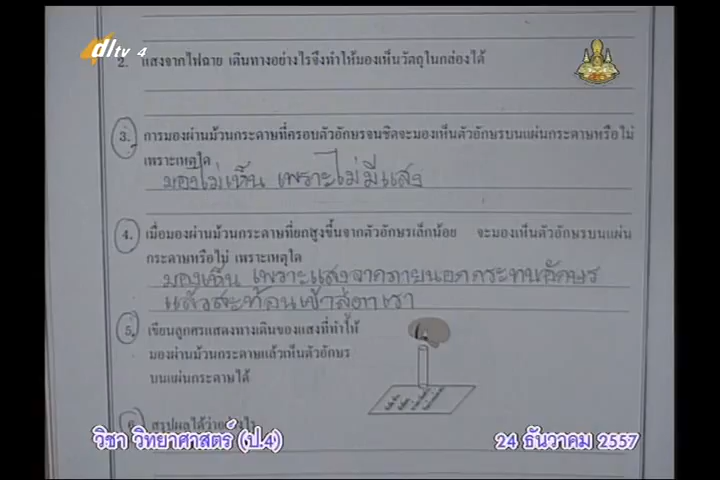 dltv 4
2. แสงจากไฟฉาย เดินทางอย่างไรจึงทำให้มองเห็นวัตถุในกล่องได้
3. การมองผ่านม้วนกระดาษที่ครอบตัวอักษรจนชิดจะมองเห็นตัวอักษรบนแผ่นกระดาษหรือไม่
เพราะเหตุใด
มองไม่เห็น เพราะไม่มีแสง
4. เมื่อมองผ่านม้วนกระดาษที่ยกสูงขึ้นจากตัวอักษรเล็กน้อย จะมองเห็นตัวอักษรบนแผ่น
กระดาษหรือไม่ เพราะเหตุใด
มองเห็น เพราะแสงจากภายนอกกระทบอักษร
แล้วสะท้อนเข้าสู่ตาเรา
5. เขียนลูกศรแสดงทางเดินของแสงที่ทำให้
มองผ่านม้วนกระดาษแล้วเห็นตัวอักษร
บนแผ่นกระดาษได้
6. สรุปผลได้ว่าอย่างไร
วิชา วิทยาศาสตร์ (ป.4)
24 ธันวาคม 2557